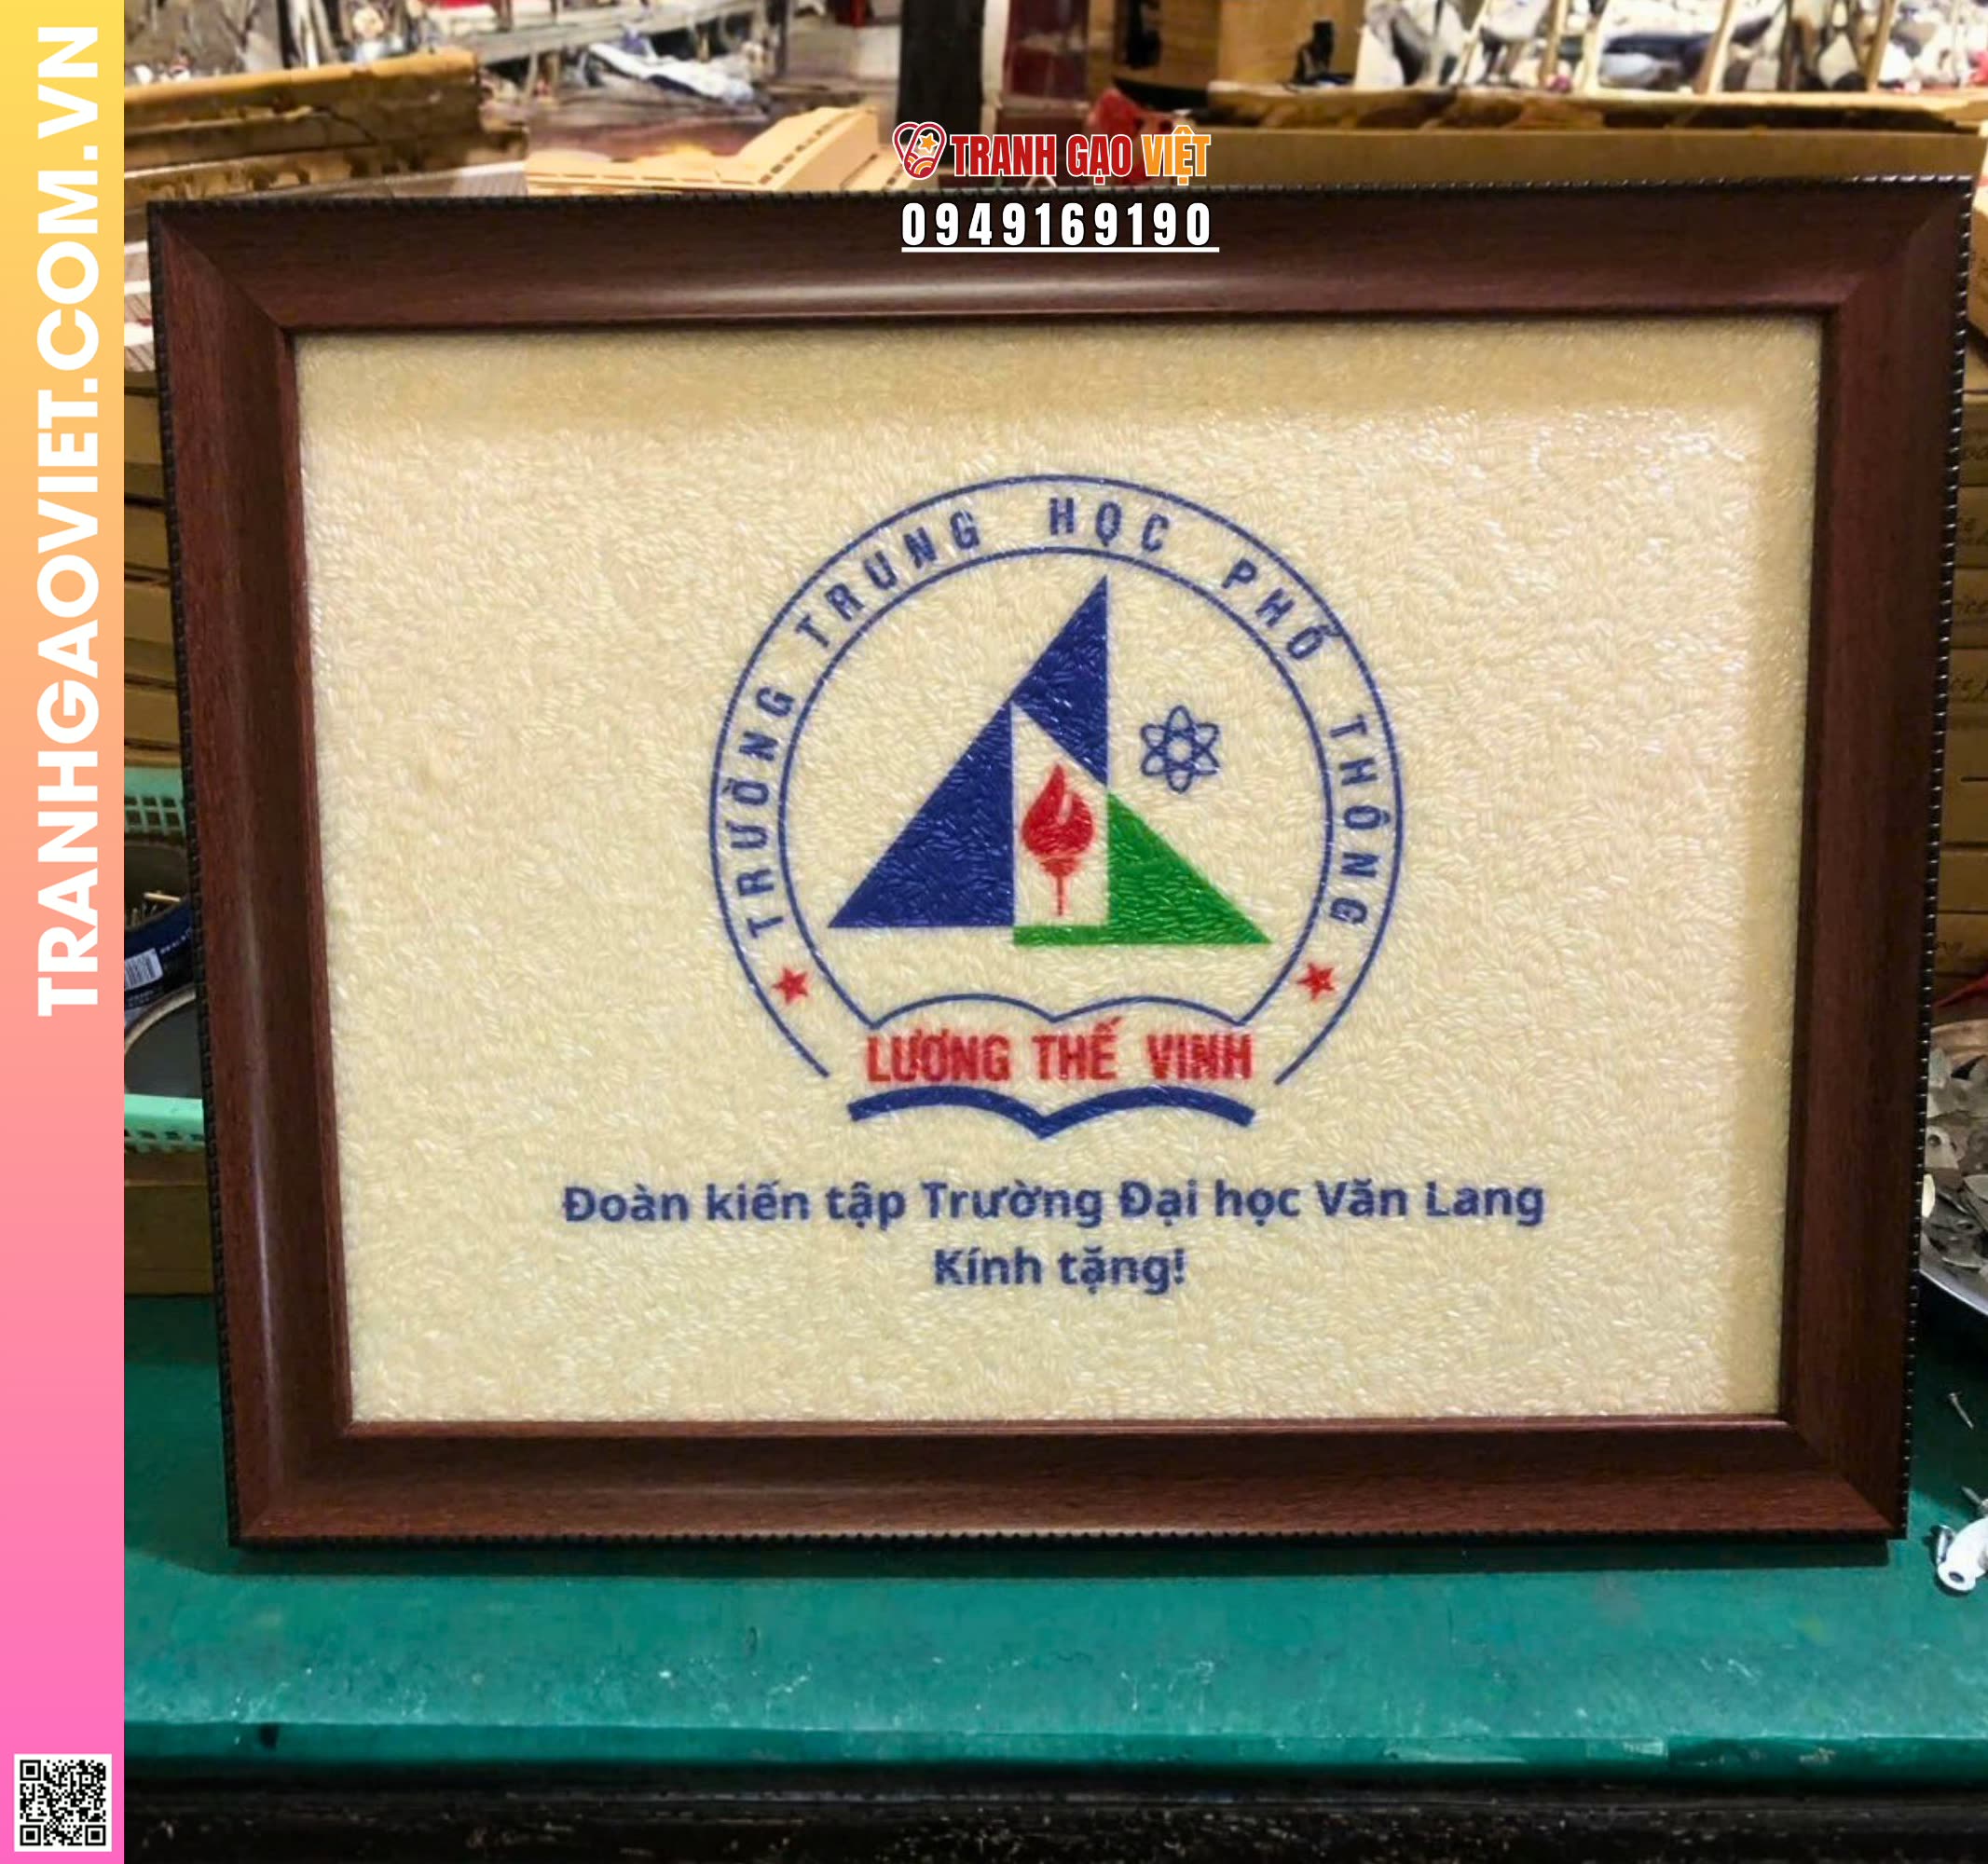 TRANHGAOVIET.COM.VN
TRANH GẠO VIỆT
0949169190
TRƯỜNG TRUNG HỌC PHỔ THÔNG
LƯƠNG THẾ VINH
Đoàn kiến tập Trường Đại học Văn Lang
Kính tặng!